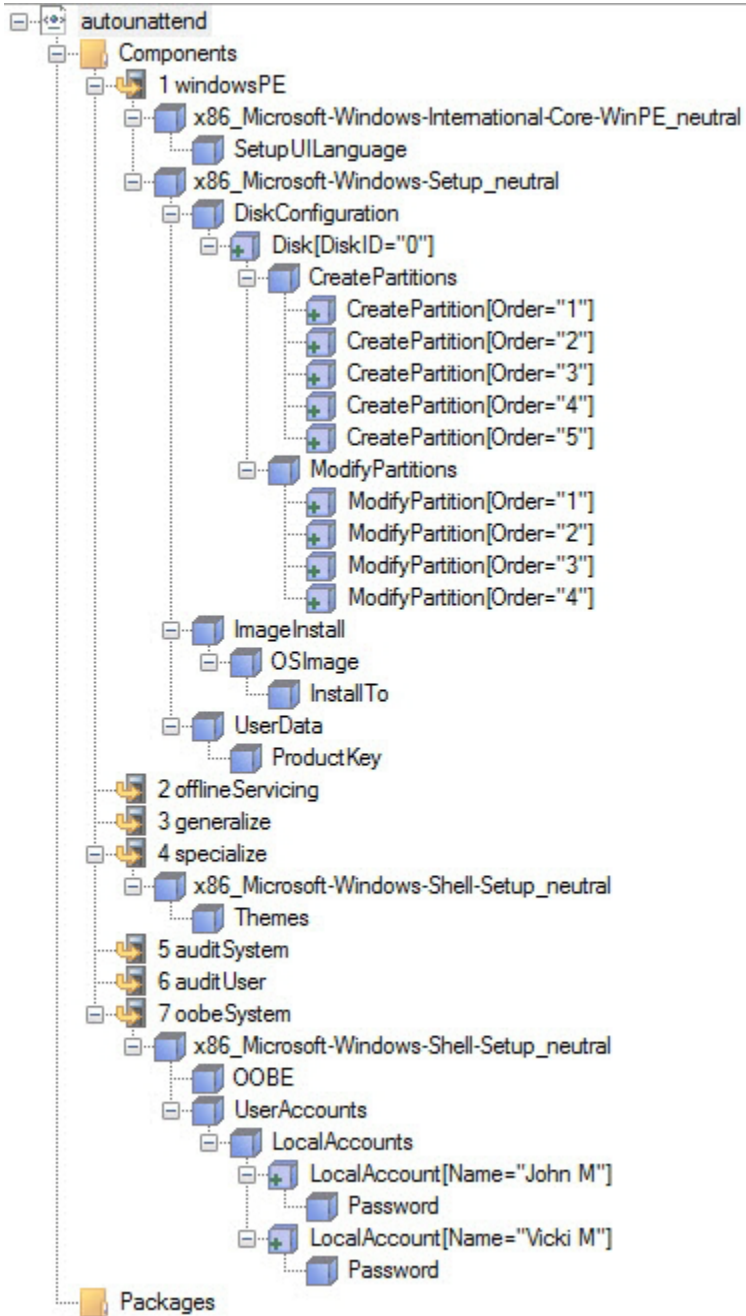 autounattend
Components
1 windowsPE
x86_Microsoft-Windows-International-Core-WinPE_neutral
SetupUILanguage
x86_Microsoft-Windows-Setup_neutral
DiskConfiguration
Disk[DiskID="0"]
CreatePartitions
CreatePartition[Order="1"]
CreatePartition[Order="2"]
CreatePartition[Order="3"]
CreatePartition[Order="4"]
CreatePartition[Order="5"]
ModifyPartitions
ModifyPartition[Order="1"]
ModifyPartition[Order="2"]
ModifyPartition[Order="3"]
ModifyPartition[Order="4"]
ImageInstall
OSImage
InstallTo
UserData
ProductKey
2 offlineServicing
3 generalize
4 specialize
x86_Microsoft-Windows-Shell-Setup_neutral
Themes
5 auditSystem
6 auditUser
7 oobeSystem
x86_Microsoft-Windows-Shell-Setup_neutral
OOBE
UserAccounts
LocalAccounts
LocalAccount[Name="John M"]
Password
LocalAccount[Name="Vicki M"]
Password
Packages